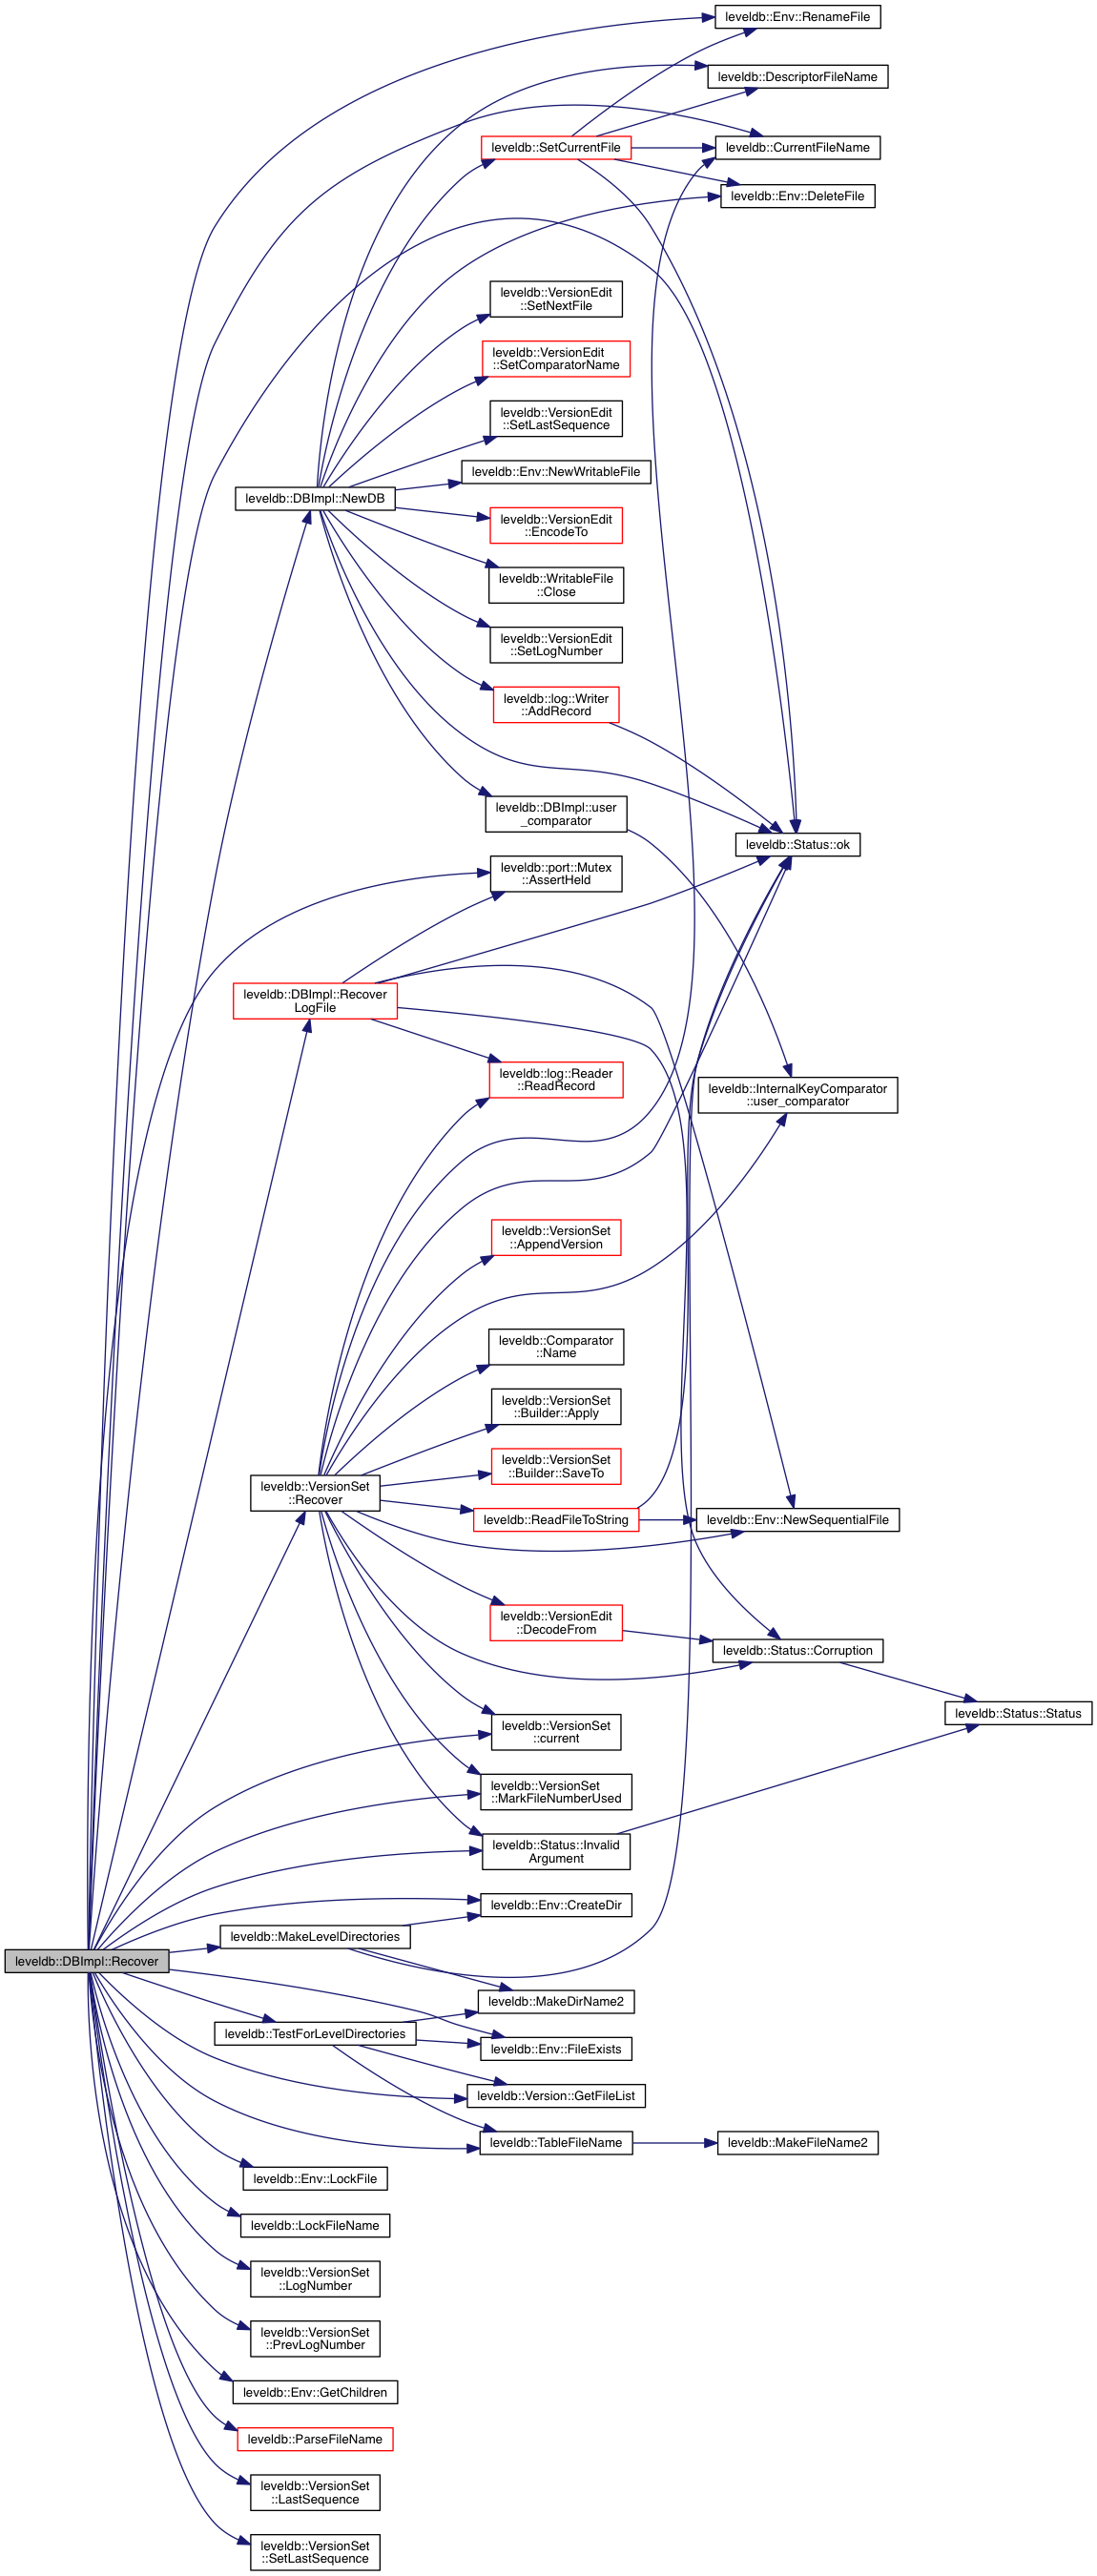 leveldb::Env::RenameFile
leveldb::DescriptorFileName
leveldb::SetCurrentFile
leveldb::CurrentFileName
leveldb::Env::DeleteFile
leveldb::VersionEdit
::SetNextFile
leveldb::VersionEdit
::SetComparatorName
leveldb::VersionEdit
::SetLastSequence
leveldb::Env::NewWritableFile
leveldb::DBImpl::NewDB
leveldb::VersionEdit
::EncodeTo
leveldb::WritableFile
::Close
leveldb::VersionEdit
::SetLogNumber
leveldb::log::Writer
::AddRecord
leveldb::DBImpl::user
_comparator
leveldb::Status::ok
leveldb::port::Mutex
::AssertHeld
leveldb::DBImpl::Recover
LogFile
leveldb::log::Reader
::ReadRecord
leveldb::InternalKeyComparator
::user_comparator
leveldb::VersionSet
::AppendVersion
leveldb::Comparator
::Name
leveldb::VersionSet
::Builder::Apply
leveldb::VersionSet
::Builder::SaveTo
leveldb::VersionSet
::Recover
leveldb::ReadFileToString
leveldb::Env::NewSequentialFile
leveldb::VersionEdit
::DecodeFrom
leveldb::Status::Corruption
leveldb::Status::Status
leveldb::VersionSet
::current
leveldb::VersionSet
::MarkFileNumberUsed
leveldb::Status::Invalid
Argument
leveldb::Env::CreateDir
leveldb::MakeLevelDirectories
leveldb::DBImpl::Recover
leveldb::MakeDirName2
leveldb::TestForLevelDirectories
leveldb::Env::FileExists
leveldb::Version::GetFileList
leveldb::TableFileName
leveldb::MakeFileName2
leveldb::Env::LockFile
leveldb::LockFileName
leveldb::VersionSet
::LogNumber
leveldb::VersionSet
::PrevLogNumber
leveldb::Env::GetChildren
leveldb::ParseFileName
leveldb::VersionSet
::LastSequence
leveldb::VersionSet
::SetLastSequence